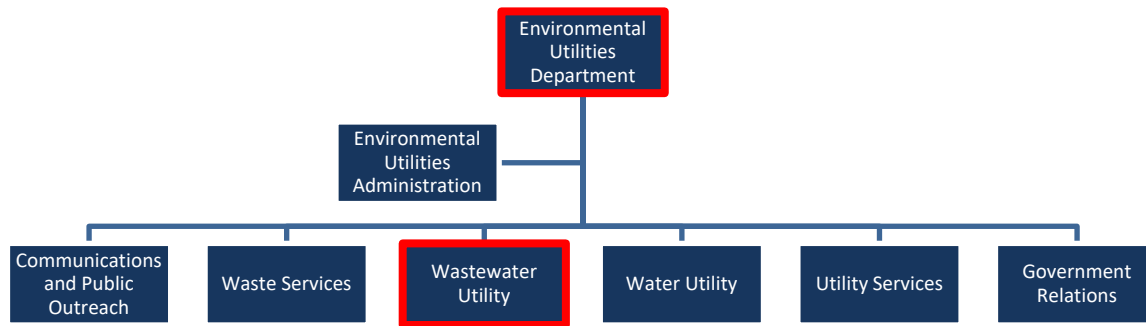 Environmental
Utilities
Department
Environmental
Utilities
Administration
Communications
and Public
Outreach
Waste Services
Wastewater
Utility
Water Utility
Utility Services
Government
Relations